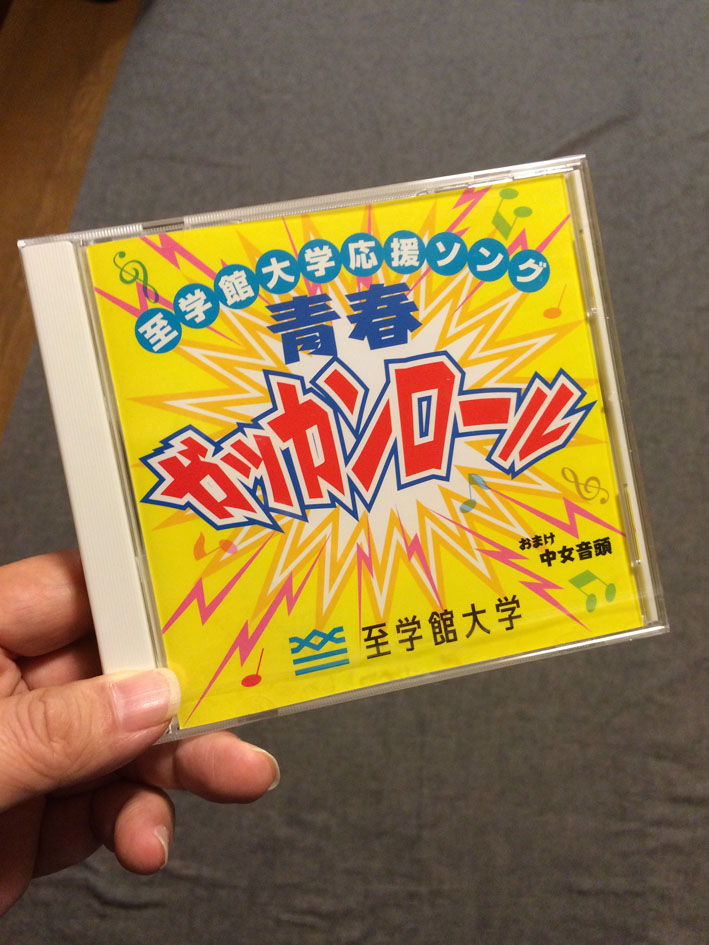 至学館大学応援ソング
青春
ガッカンロール
おまけ
中女音頭
至学館大学